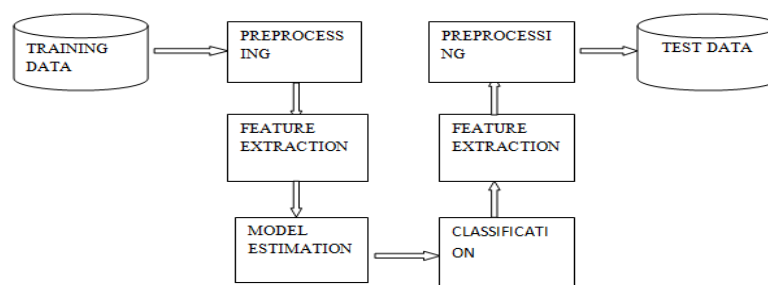 TRAINING
DATA
PREPROCESS
ING
PREPROCESSI
NG
TEST DATA
FEATURE
EXTRACTION
FEATURE
EXTRACTION
MODEL
ESTIMATION
CLASSIFICATI
ON